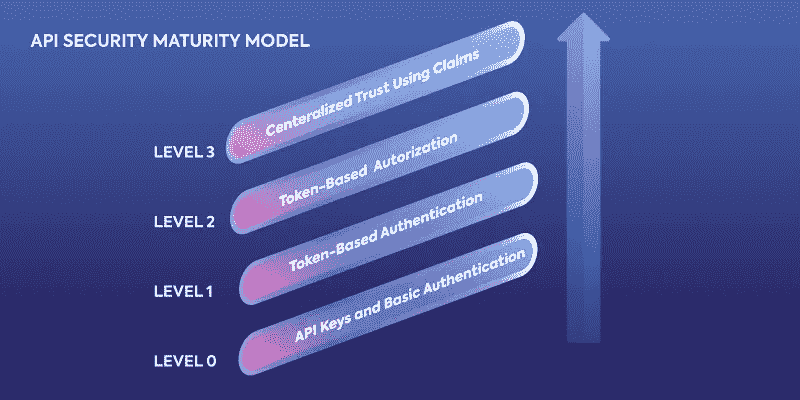 API SECURITY MATURITY MODEL
Centeralized Trust Using Claims
LEVEL 3
Token-Based Autorization
LEVEL 2
Token-Based Authentication
LEVEL 1
API Keys and Basic Authentication
LEVEL 0